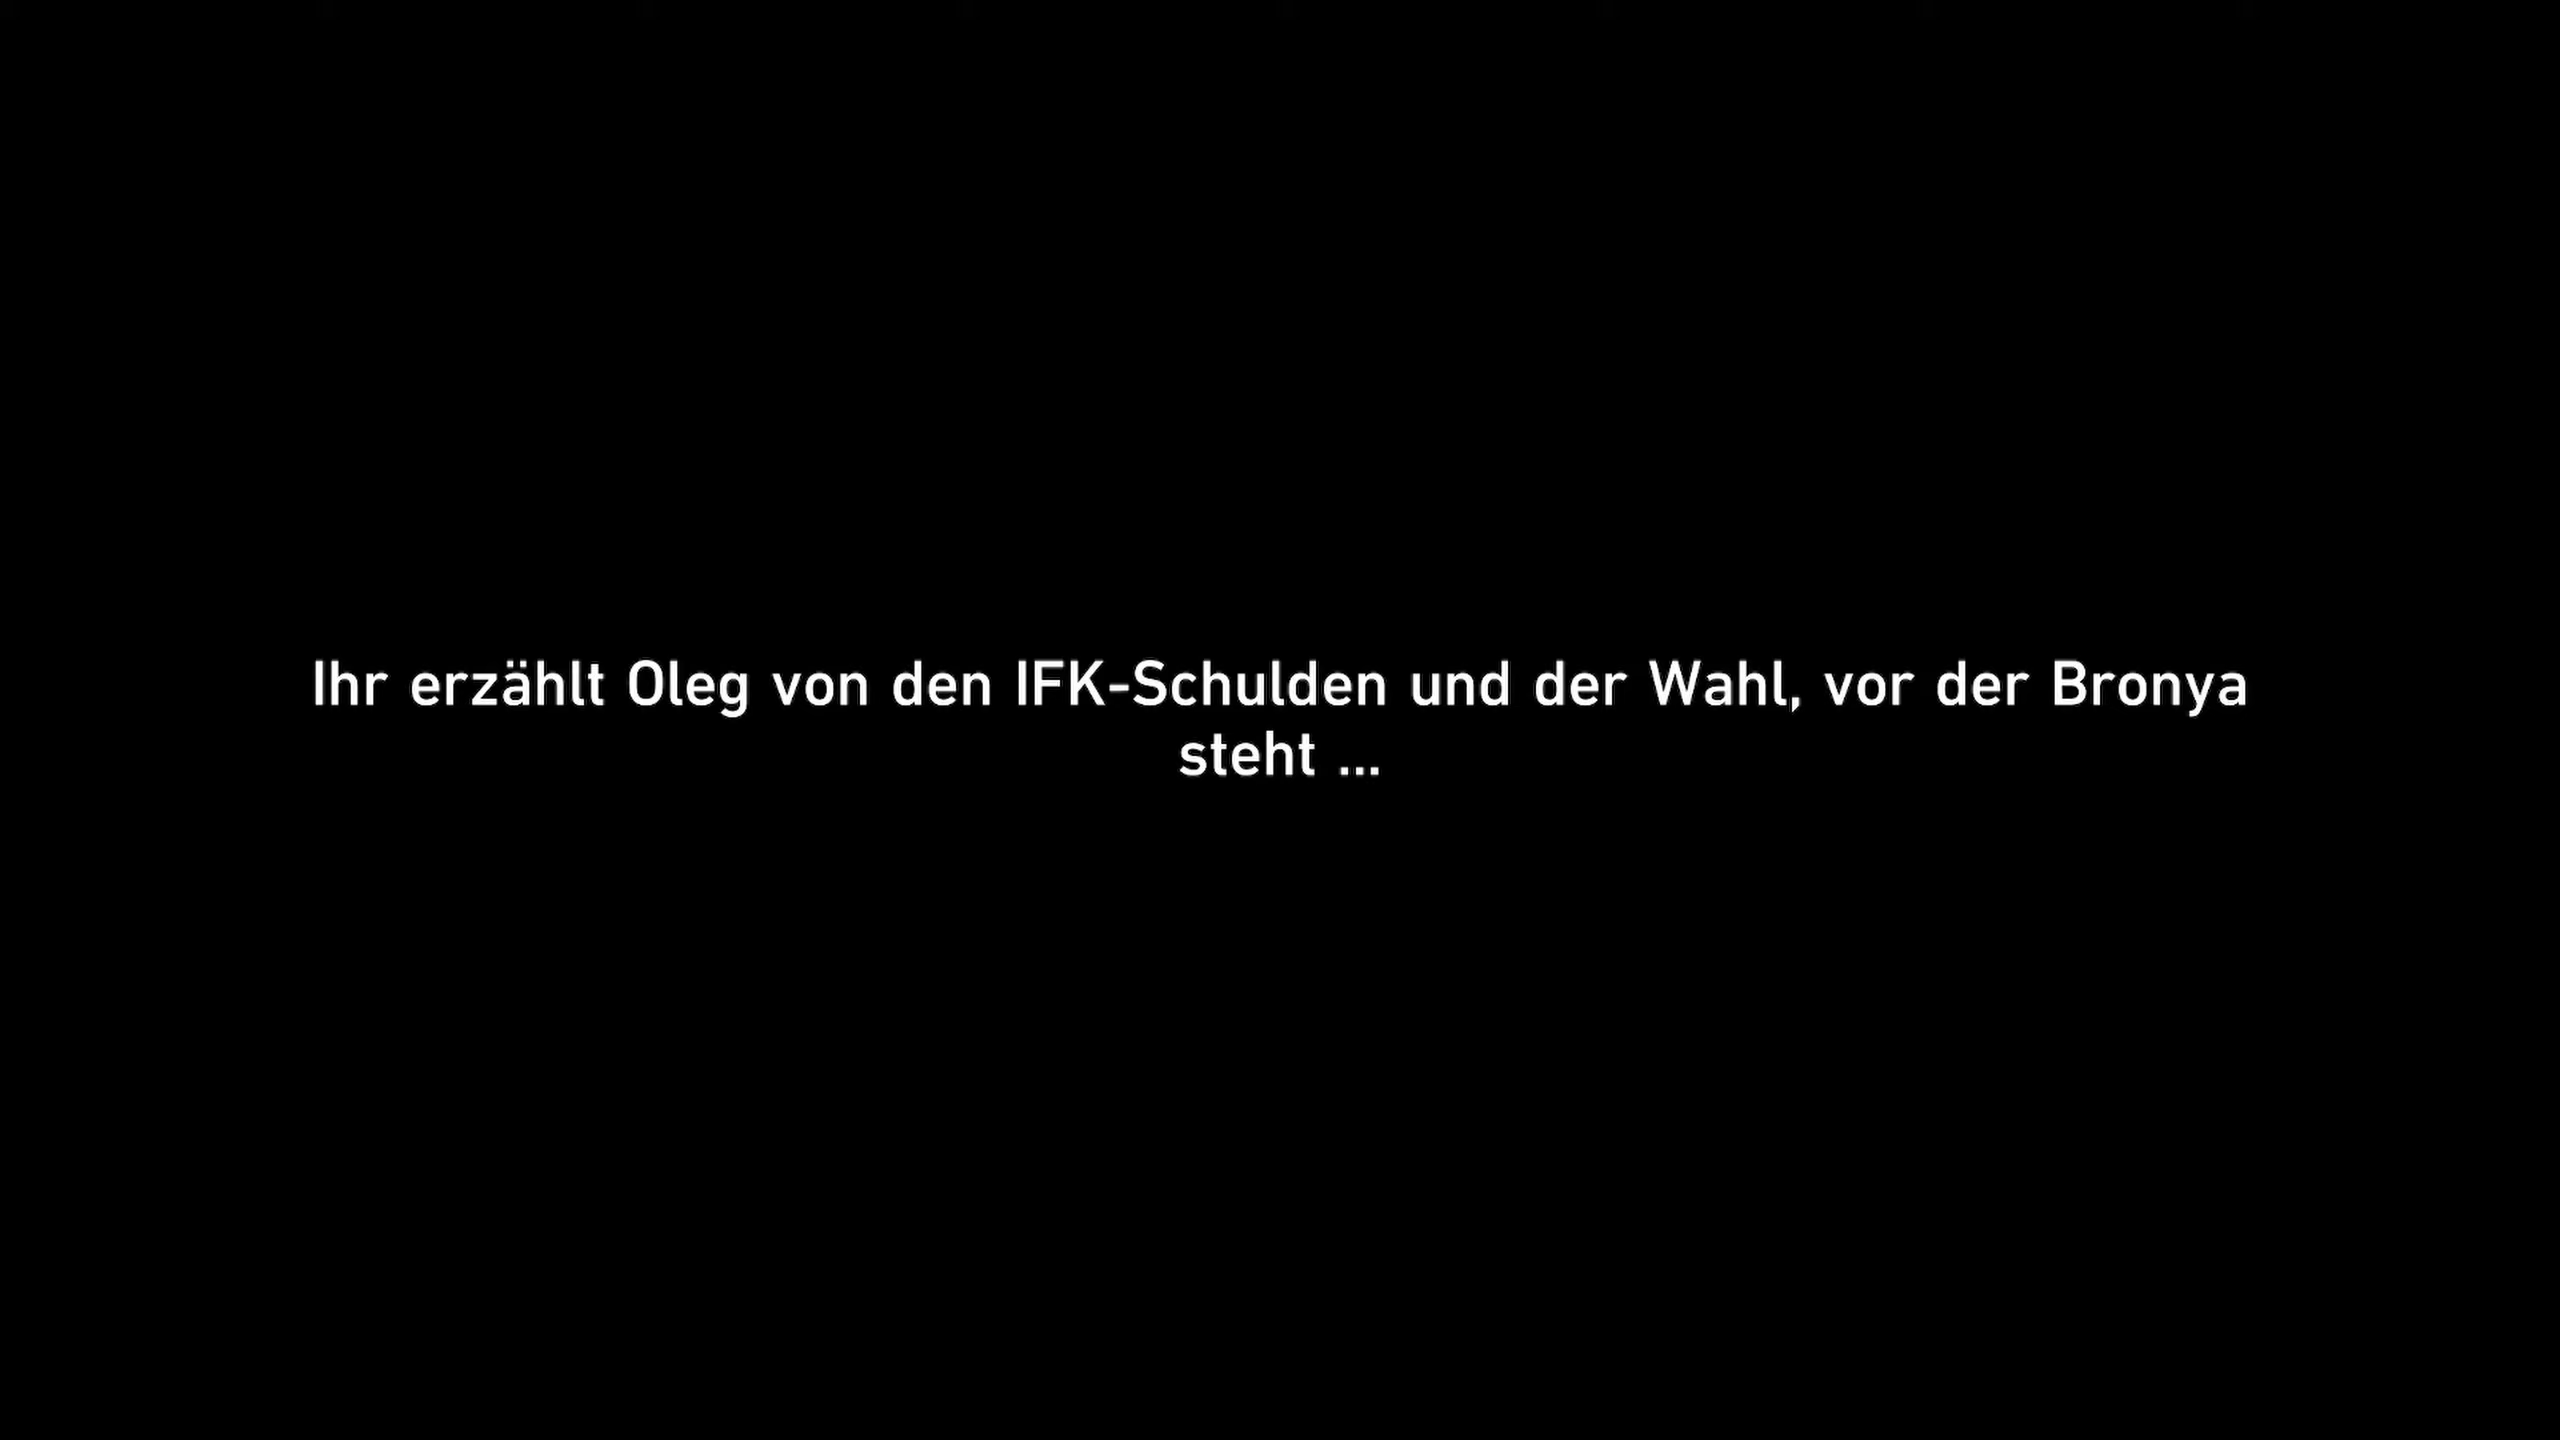 Ihr erzählt Oleg von den IFK-Schulden und der Wahl, vor der Bronya
steht ...